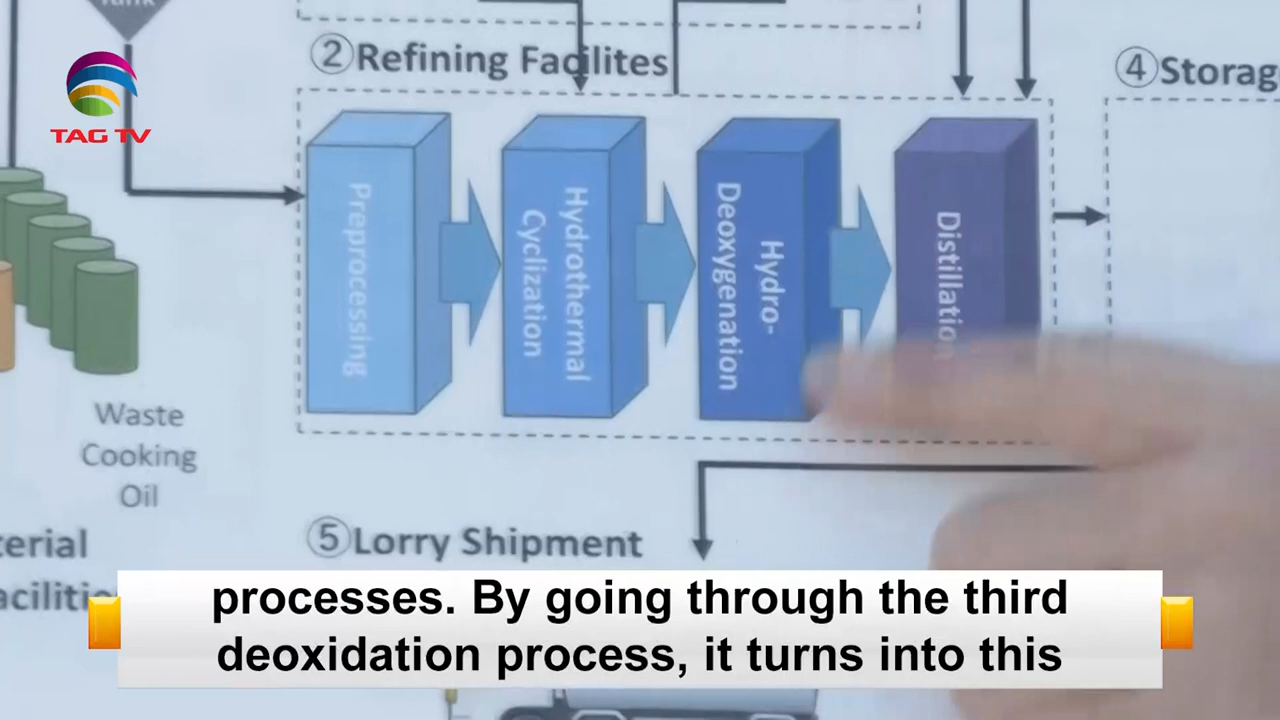 ②Refining Facilites
④Storag
TAG TV
Preprocessing
Hydrothermal
Cyclization
Hydro-
Deoxygenation
Distillation
Waste
Cooking
Oil
terial
aciliti
⑤Lorry Shipment
processes. By going through the third
deoxidation process, it turns into this